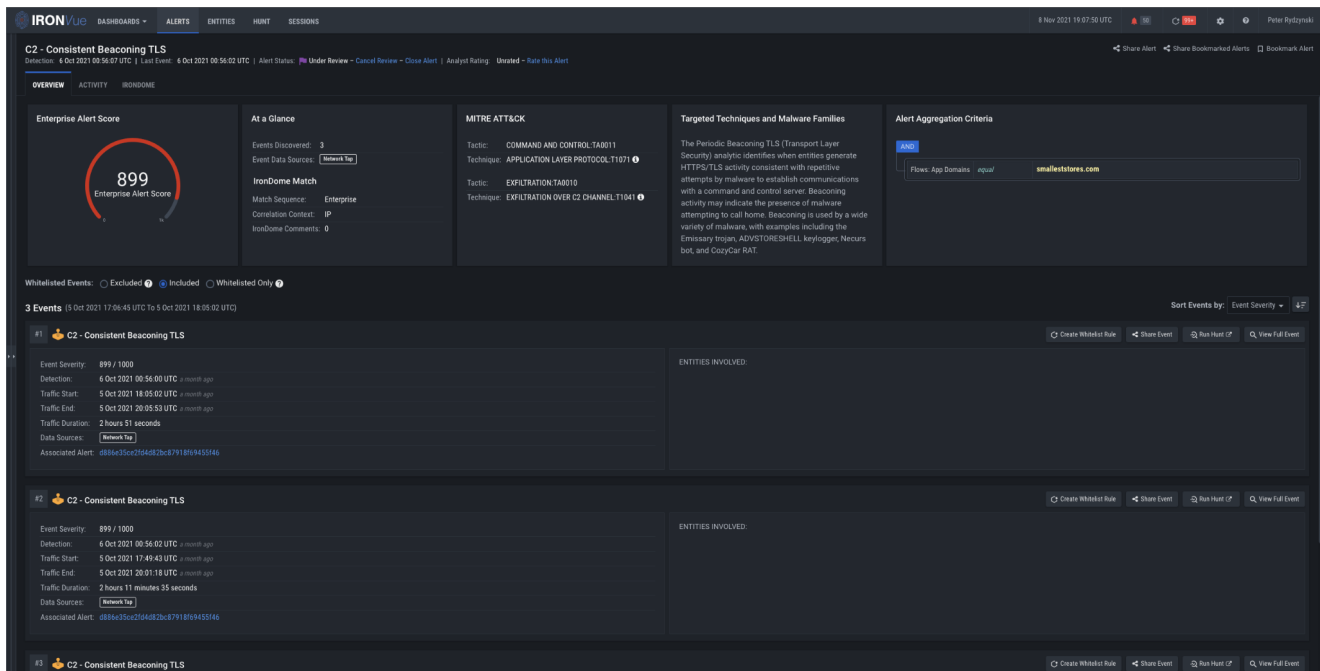 IRONVue DASHBOARDS ALERTS ENTITIES HUNT SESSIONS 8 Nov 2021 19:07:50 UTC 50 99+ Peter Rydzynski
C2 - Consistent Beaconing TLS
Share Alert Share Bookmarked Alerts Bookmark Alert
Detection: 6 Oct 2021 00:56:07 UTC | Last Event: 6 Oct 2021 00:56:02 UTC | Alert Status: Under Review - Cancel Review - Close Alert | Analyst Rating: Unrated - Rate this Alert
OVERVIEW ACTIVITY IRONDOME
Enterprise Alert Score
899
Enterprise Alert Score
At a Glance
Events Discovered: 3
Event Data Sources: Network Tap
IronDome Match
Match Sequence: Enterprise
Correlation Context: IP
IronDome Comments: 0
MITRE ATT&CK
Tactic: COMMAND AND CONTROL:TA0011
Technique: APPLICATION LAYER PROTOCOL:T1071
Tactic: EXFILTRATION:TA0010
Technique: EXFILTRATION OVER C2 CHANNEL:T1041
Targeted Techniques and Malware Families
The Periodic Beaconing TLS (Transport Layer
Security) analytic identifies when entities generate
HTTPS/TLS activity consistent with repetitive
attempts by malware to establish communications
with a command and control server. Beaconing
activity may indicate the presence of malware
attempting to call home. Beaconing is used by a wide
variety of malware, with examples including the
Emissary trojan, ADVSTORESHELL keylogger, Necurs
bot, and CozyCar RAT.
Alert Aggregation Criteria
AND
Flows: App Domains equal smalleststores.com
Whitelisted Events: Excluded Included Whitelisted Only
3 Events (5 Oct 2021 17:06:45 UTC To 5 Oct 2021 18:05:02 UTC)
Sort Events by: Event Severity
#1 C2 - Consistent Beaconing TLS
Create Whitelist Rule Share Event Run Hunt View Full Event
Event Severity: 899 / 1000
Detection: 6 Oct 2021 00:56:00 UTC a month ago
Traffic Start: 5 Oct 2021 18:05:02 UTC a month ago
Traffic End: 5 Oct 2021 20:05:53 UTC a month ago
Traffic Duration: 2 hours 51 seconds
Data Sources: Network Tap
Associated Alert: d886e35ce2fd4d82bc87918f69455f46
ENTITIES INVOLVED:
#2 C2 - Consistent Beaconing TLS
Create Whitelist Rule Share Event Run Hunt View Full Event
Event Severity: 899 / 1000
Detection: 6 Oct 2021 00:56:02 UTC a month ago
Traffic Start: 5 Oct 2021 17:49:43 UTC a month ago
Traffic End: 5 Oct 2021 20:01:18 UTC a month ago
Traffic Duration: 2 hours 11 minutes 35 seconds
Data Sources: Network Tap
Associated Alert: d886e35ce2fd4d82bc87918f69455f46
ENTITIES INVOLVED:
#3 C2 - Consistent Beaconing TLS
Create Whitelist Rule Share Event Run Hunt View Full Event